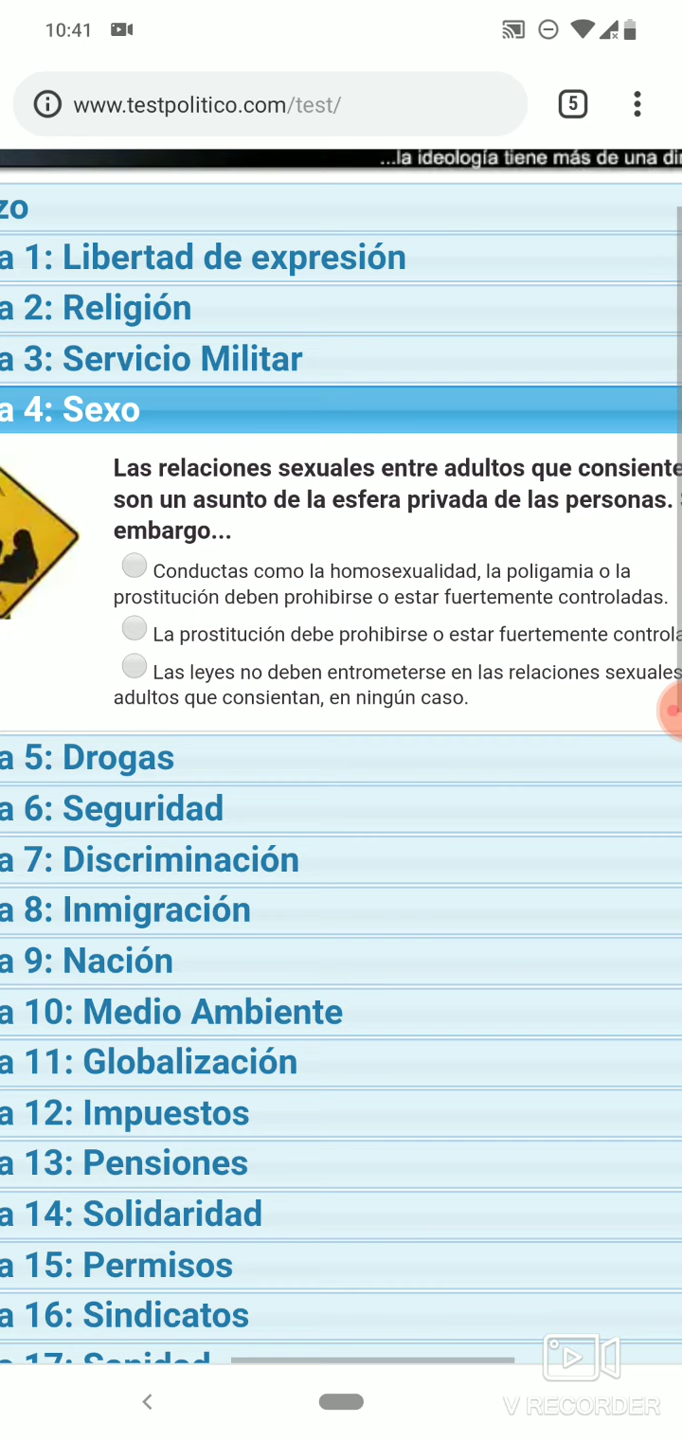 10:41
www.testpolitico.com/test/
5
...la ideología tiene más de una
zo
a 1: Libertad de expresión
a 2: Religión
a 3: Servicio Militar
a 4: Sexo
Las relaciones sexuales entre adultos que consiente
son un asunto de la esfera privada de las personas.
embargo...
Conductas como la homosexualidad, la poligamia o la
prostitución deben prohibirse o estar fuertemente controladas.
La prostitución debe prohibirse o estar fuertemente controla
Las leyes no deben entrometerse en las relaciones sexuales
adultos que consientan, en ningún caso.
a 5: Drogas
a 6: Seguridad
a 7: Discriminación
a 8: Inmigración
a 9: Nación
a 10: Medio Ambiente
a 11: Globalización
a 12: Impuestos
a 13: Pensiones
a 14: Solidaridad
a 15: Permisos
a 16: Sindicatos
a 17: Sanidad
V RECORDER